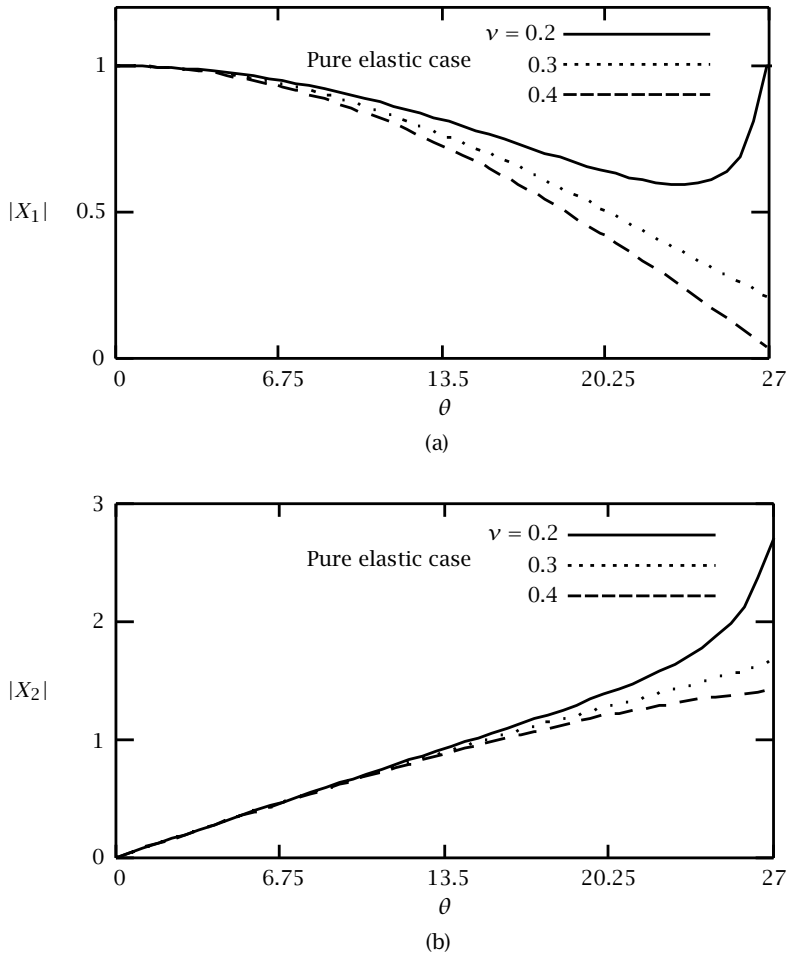 ν = 0.2
Pure elastic case
0.3
0.4
1
|X₁|
0.5
0
0 6.75 13.5 20.25 27
θ
(a)
3
ν = 0.2
Pure elastic case
0.3
0.4
2
|X₂|
1
0
0 6.75 13.5 20.25 27
θ
(b)